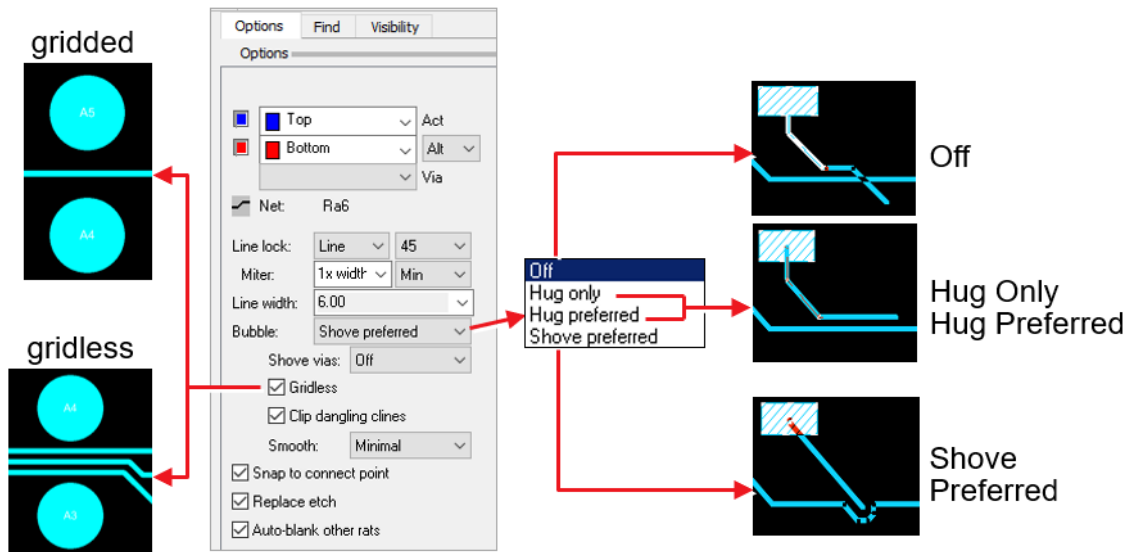 gridded
A5
A4
gridless
A4
A3
Options Find Visibility
Options
Top Act
Bottom Alt
Via
Net: Ra6
Line lock: Line 45
Miter: 1x width Min
Line width: 6.00
Bubble: Shove preferred
Shove vias: Off
Gridless
Clip dangling clines
Smooth: Minimal
Snap to connect point
Replace etch
Auto-blank other rats
Off
Hug only
Hug preferred
Shove preferred
Off
Hug Only
Hug Preferred
Shove
Preferred